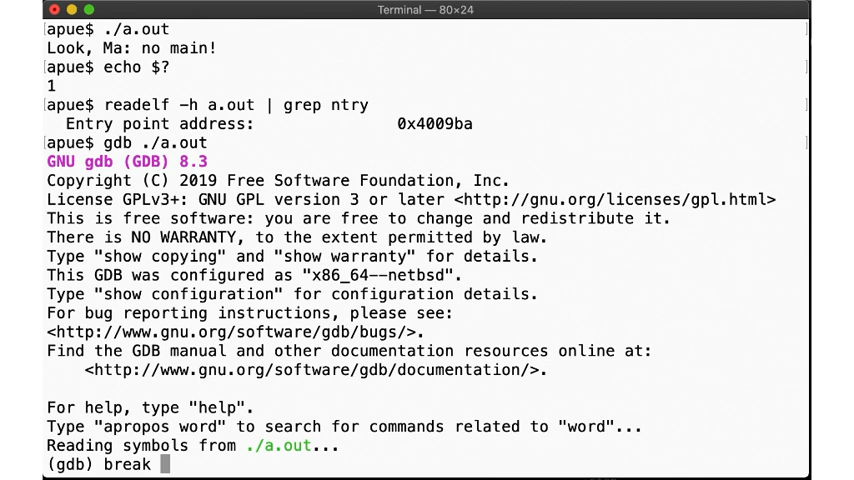 Terminal — 80×24
apue$ ./a.out
Look, Ma: no main!
apue$ echo $?
1
apue$ readelf -h a.out | grep ntry
  Entry point address:               0x4009ba
apue$ gdb ./a.out
GNU gdb (GDB) 8.3
Copyright (C) 2019 Free Software Foundation, Inc.
License GPLv3+: GNU GPL version 3 or later <http://gnu.org/licenses/gpl.html>
This is free software: you are free to change and redistribute it.
There is NO WARRANTY, to the extent permitted by law.
Type "show copying" and "show warranty" for details.
This GDB was configured as "x86_64--netbsd".
Type "show configuration" for configuration details.
For bug reporting instructions, please see:
<http://www.gnu.org/software/gdb/bugs/>.
Find the GDB manual and other documentation resources online at:
    <http://www.gnu.org/software/gdb/documentation/>.
For help, type "help".
Type "apropos word" to search for commands related to "word"...
Reading symbols from ./a.out...
(gdb) break